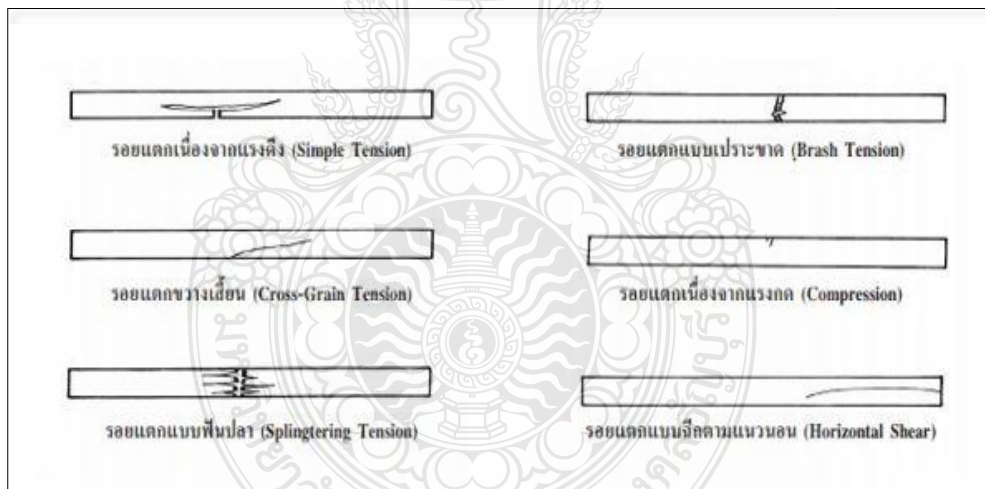 รอยแตกเนื่องจากแรงดึง (Simple Tension)
รอยแตกแบบเปราะขาด (Brash Tension)
รอยแตกขวางเสี้ยน (Cross-Grain Tension)
รอยแตกเนื่องจากแรงกด (Compression)
รอยแตกแบบฟันปลา (Splingtering Tension)
รอยแตกแบบฉีกตามแนวนอน (Horizontal Shear)